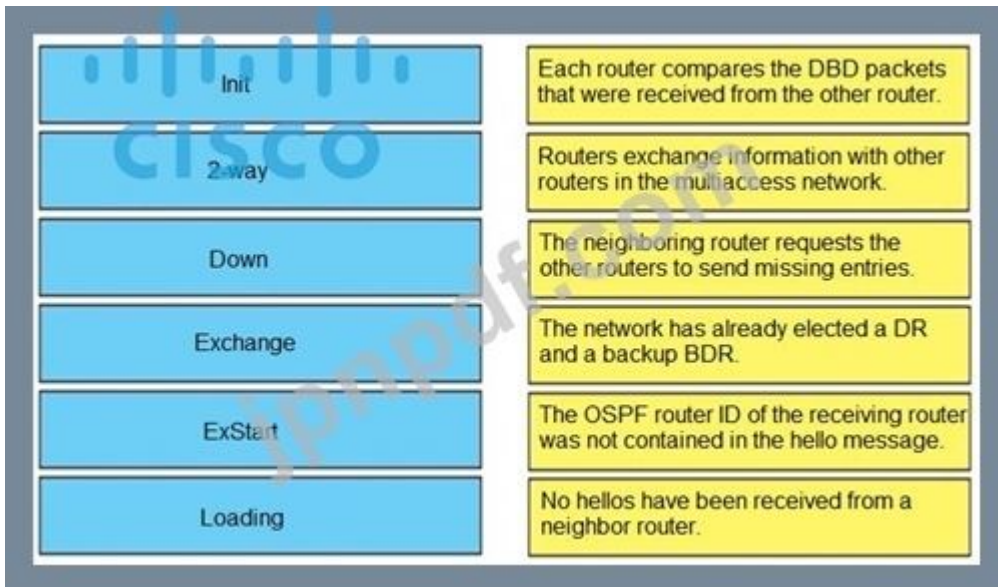 Init
CISCO
2-way
Down
Exchange
ExStart
Loading
Each router compares the DBD packets
that were received from the other router.
Routers exchange information with other
routers in the multiaccess network.
The neighboring router requests the
other routers to send missing entries.
The network has already elected a DR
and a backup BDR.
The OSPF router ID of the receiving router
was not contained in the hello message.
No hellos have been received from a
neighbor router.
jpnpdf.com